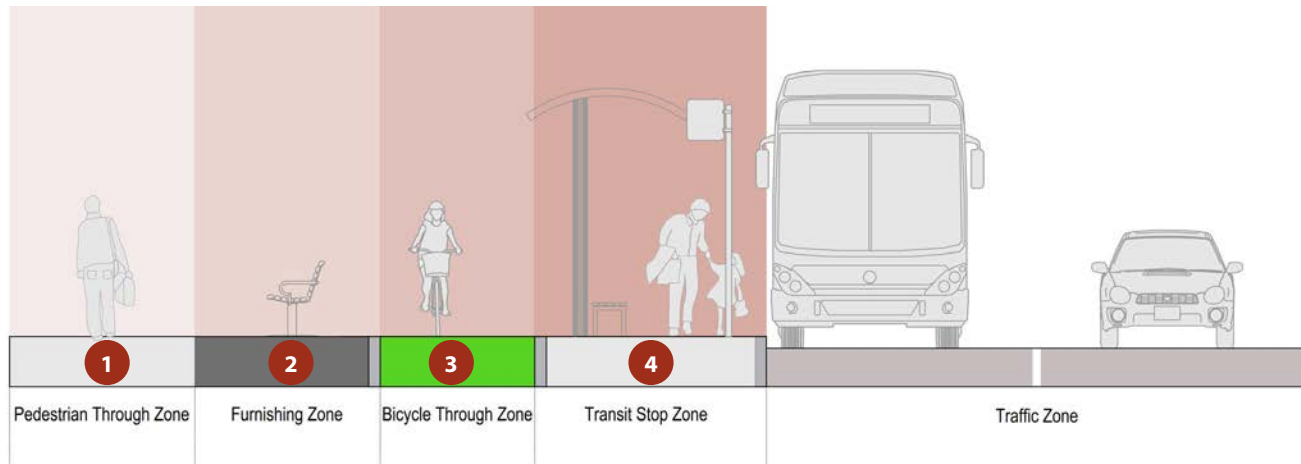 1
2
3
4
Pedestrian Through Zone
Furnishing Zone
Bicycle Through Zone
Transit Stop Zone
Traffic Zone